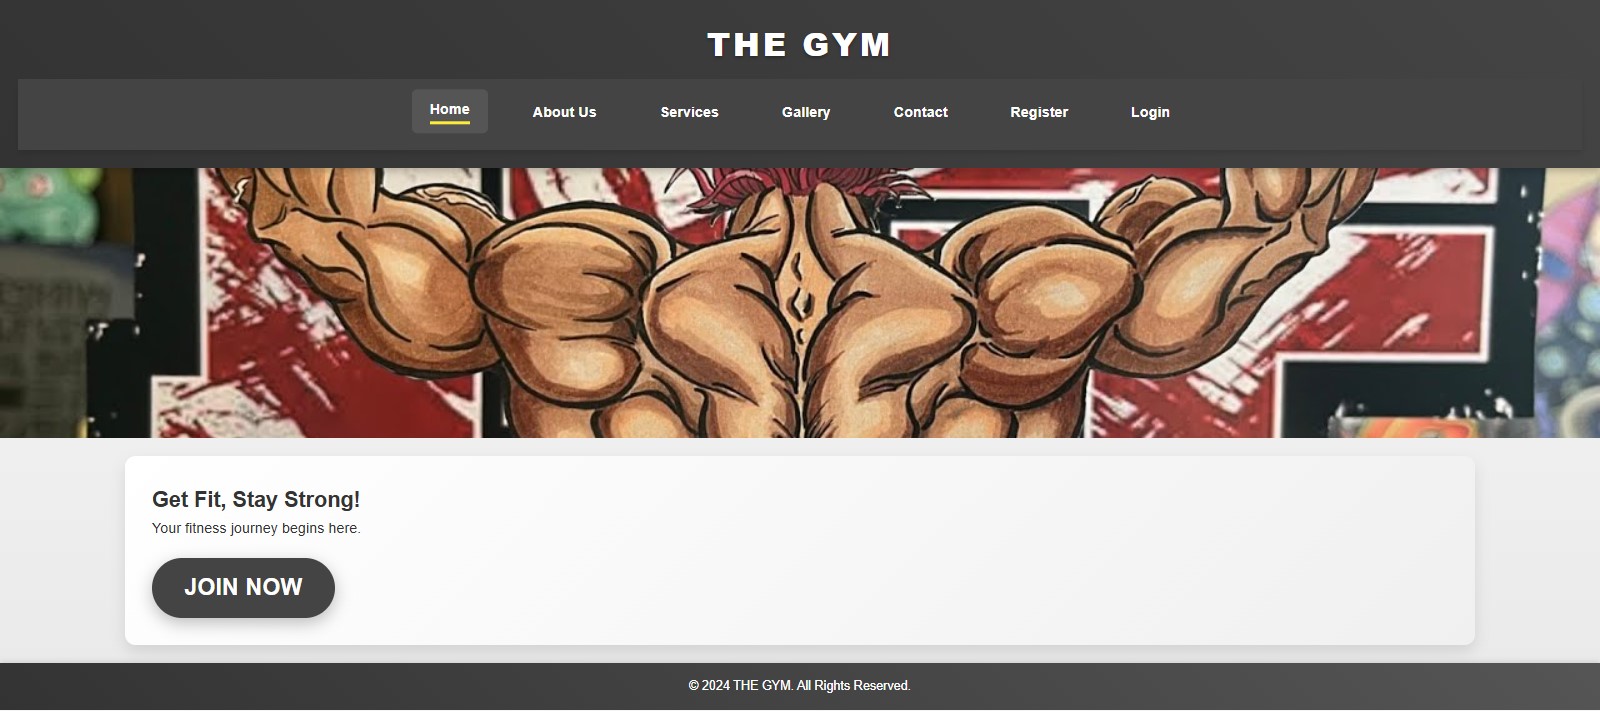 THE GYM
Home About Us Services Gallery Contact Register Login
Get Fit, Stay Strong!
Your fitness journey begins here.
JOIN NOW
© 2024 THE GYM. All Rights Reserved.